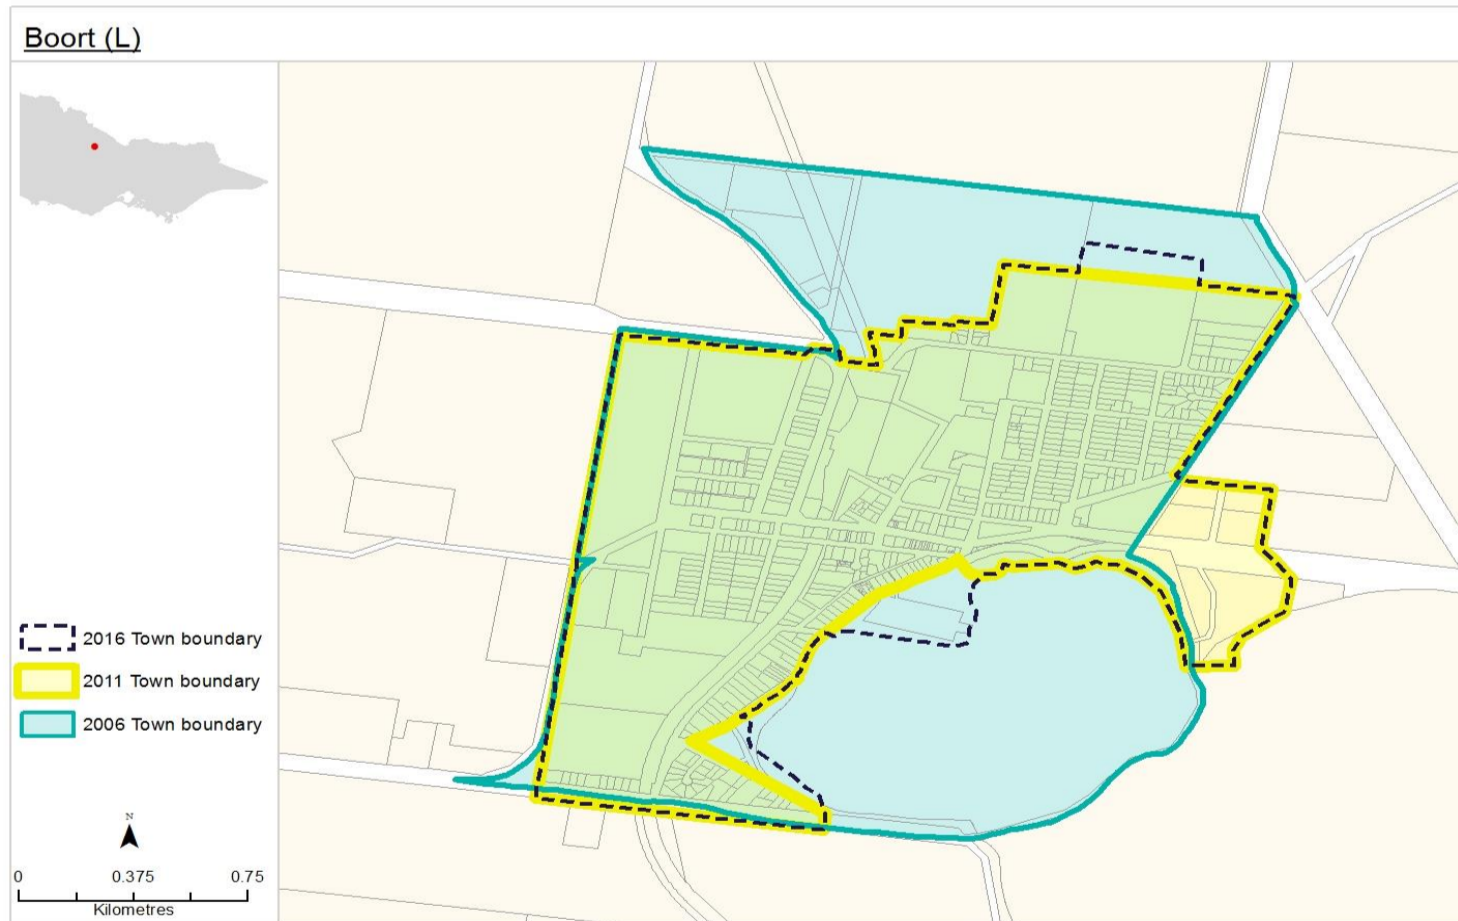 Boort (L)
2016 Town boundary
2011 Town boundary
2006 Town boundary
N
0 0.375 0.75
Kilometres